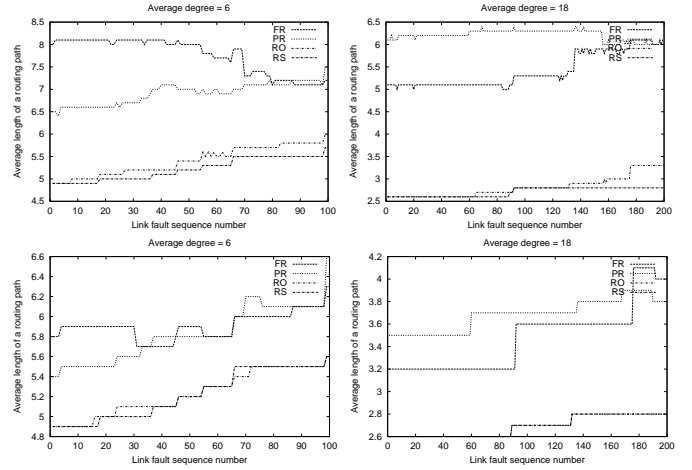 Average degree = 6
8.5
8
7.5
7
6.5
6
5.5
5
4.5
0 10 20 30 40 50 60 70 80 90 100
Average length of a routing path
Link fault sequence number
FR
PR
RO
RS
Average degree = 18
6.5
6
5.5
5
4.5
4
3.5
3
2.5
0 20 40 60 80 100 120 140 160 180 200
Average length of a routing path
Link fault sequence number
FR
PR
RO
RS
Average degree = 6
6.6
6.4
6.2
6
5.8
5.6
5.4
5.2
5
4.8
0 10 20 30 40 50 60 70 80 90 100
Average length of a routing path
Link fault sequence number
FR
PR
RO
RS
Average degree = 18
4.2
4
3.8
3.6
3.4
3.2
3
2.8
2.6
0 20 40 60 80 100 120 140 160 180 200
Average length of a routing path
Link fault sequence number
FR
PR
RO
RS